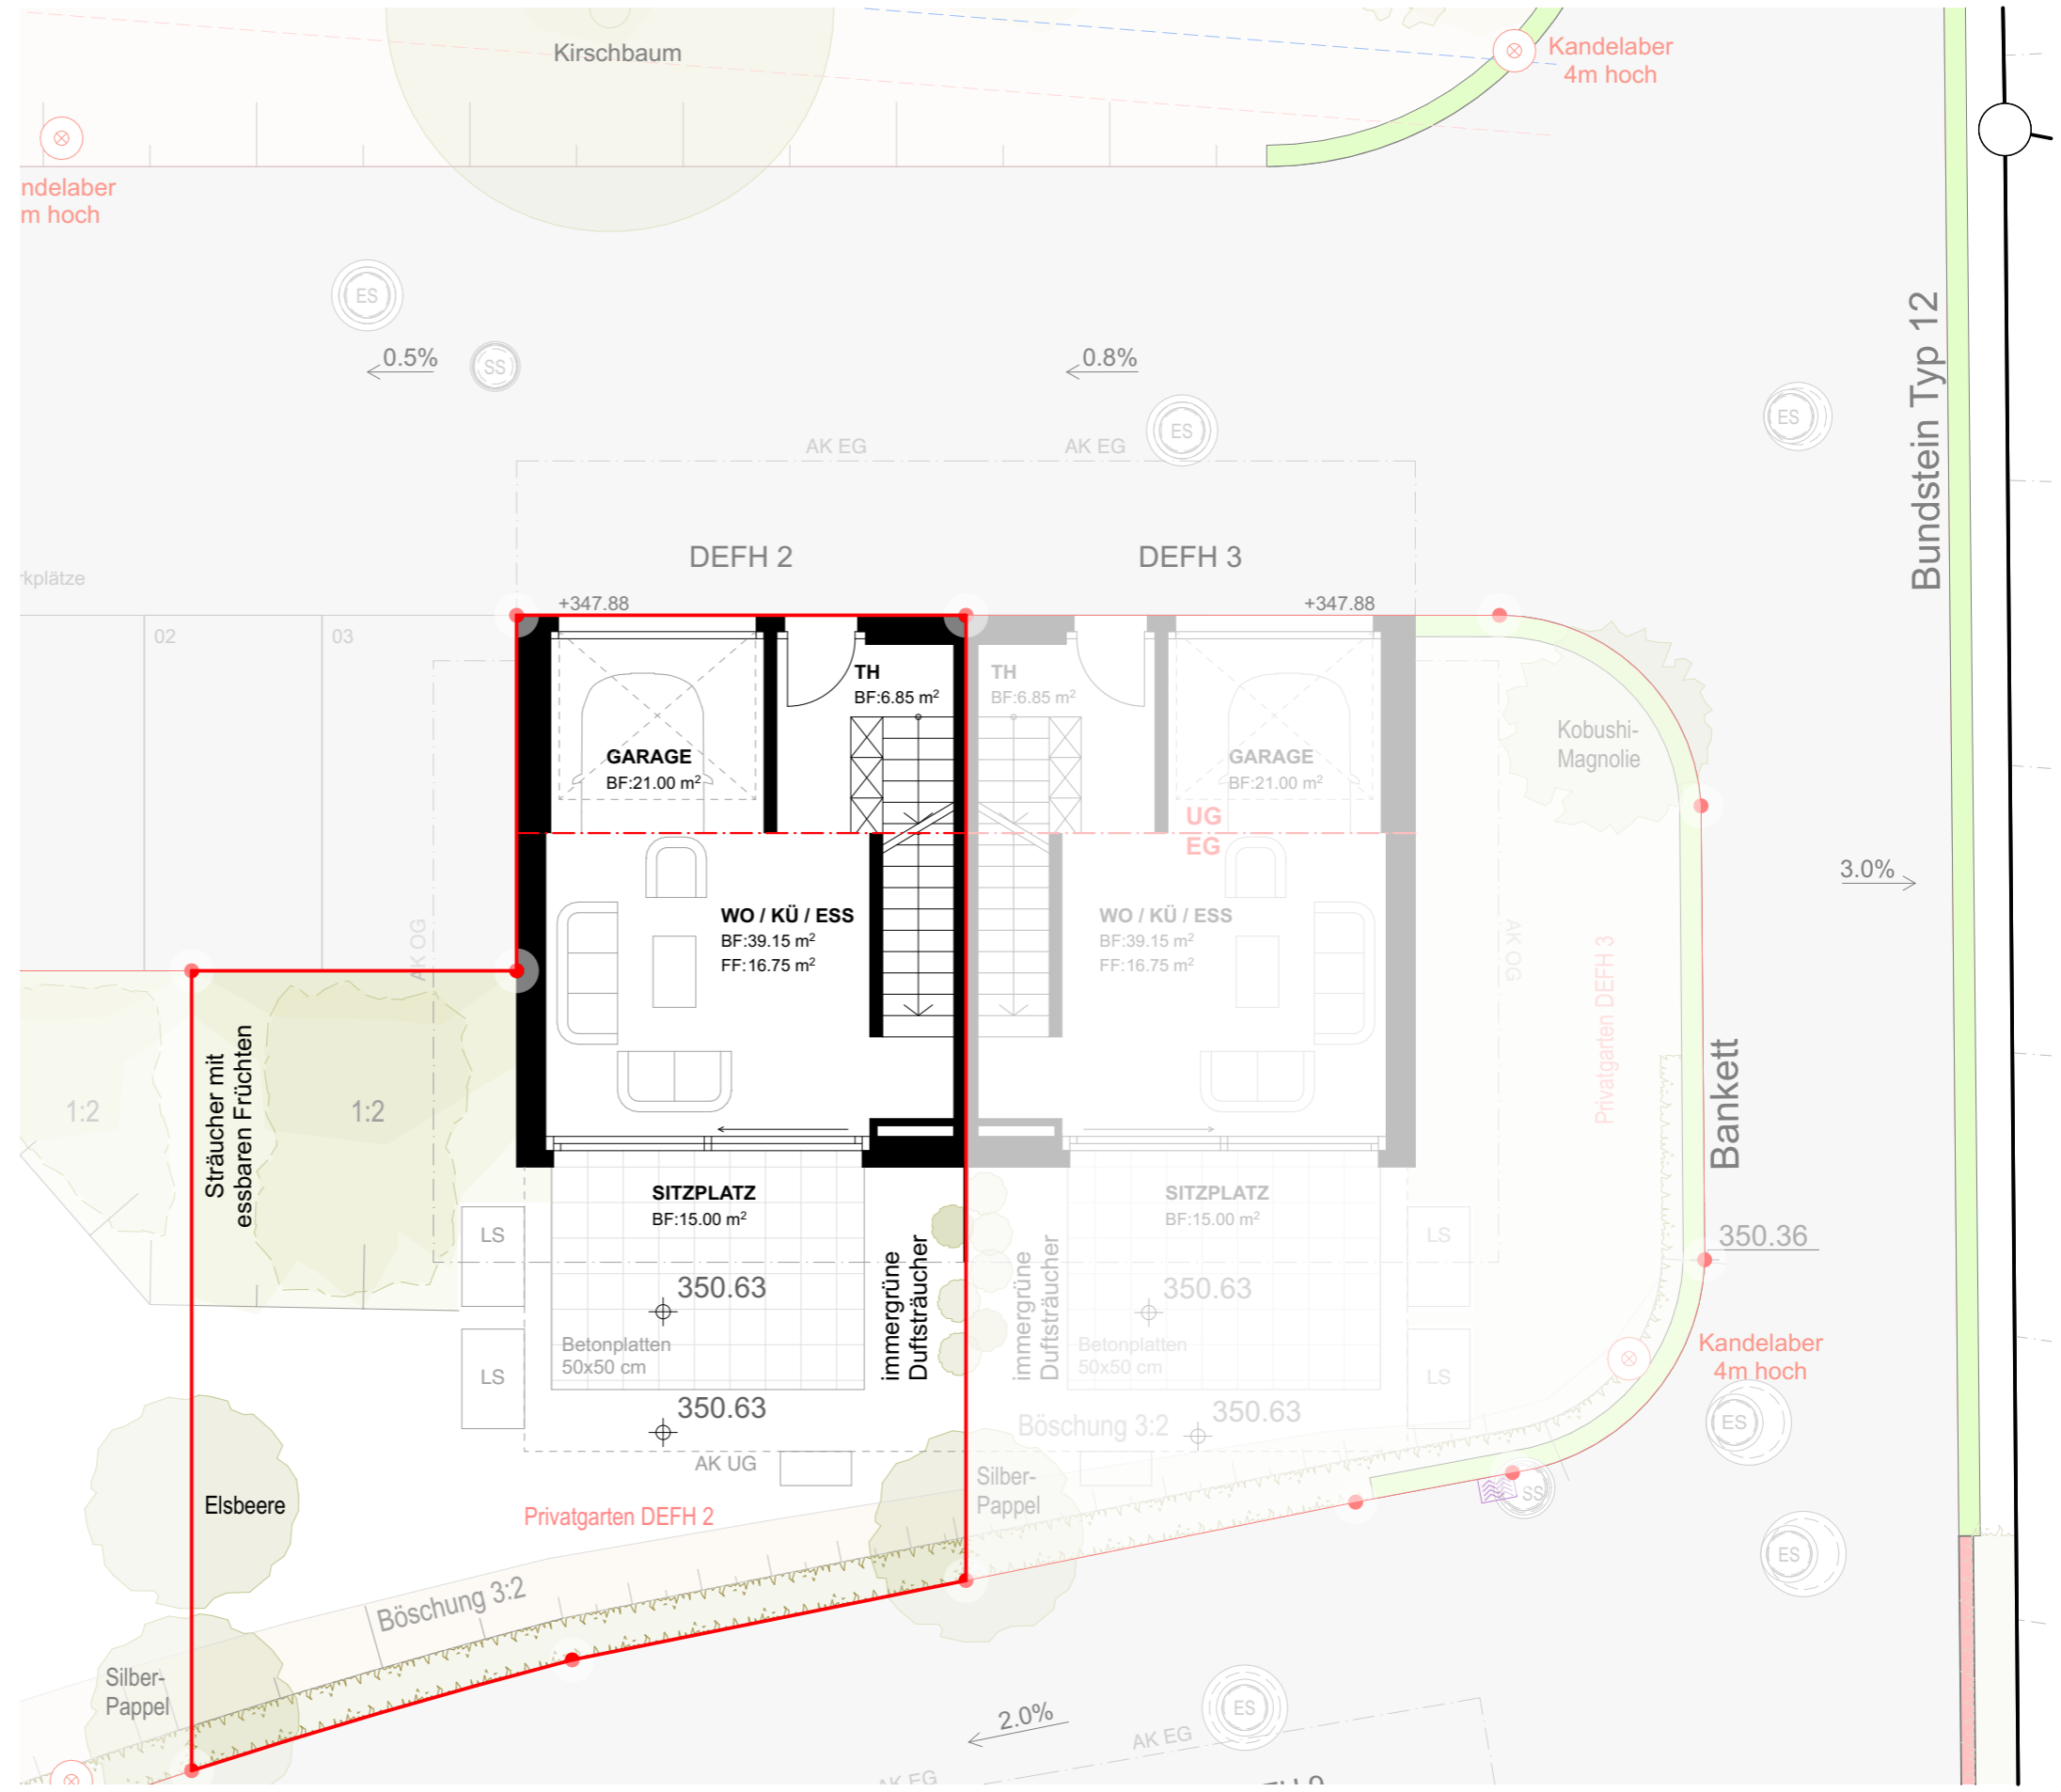 Kirschbaum
Kandelaber
4m hoch
ndelaber
m hoch
ES
0.5%
SS
0.8%
ES
ES
AK EG
AK EG
Bundstein Typ 12
DEFH 2
DEFH 3
rkplätze
+347.88
+347.88
02
03
TH
BF:6.85 m²
TH
BF:6.85 m²
GARAGE
BF:21.00 m²
GARAGE
BF:21.00 m²
Kobushi-
Magnolie
UG
EG
3.0%
WO / KÜ / ESS
BF:39.15 m²
FF:16.75 m²
WO / KÜ / ESS
BF:39.15 m²
FF:16.75 m²
AK OG
AK OG
Privatgarten DEFH 3
Bankett
1:2
Sträucher mit
essbaren Früchten
1:2
SITZPLATZ
BF:15.00 m²
SITZPLATZ
BF:15.00 m²
LS
LS
immergrüne
Duftsträucher
immergrüne
Duftsträucher
350.36
350.63
350.63
Betonplatten
50x50 cm
Betonplatten
50x50 cm
LS
LS
Kandelaber
4m hoch
350.63
Böschung 3:2
350.63
ES
AK UG
Silber-
Pappel
SS
Elsbeere
Privatgarten DEFH 2
ES
Böschung 3:2
Silber-
Pappel
2.0%
ES
AK EG
AK EG